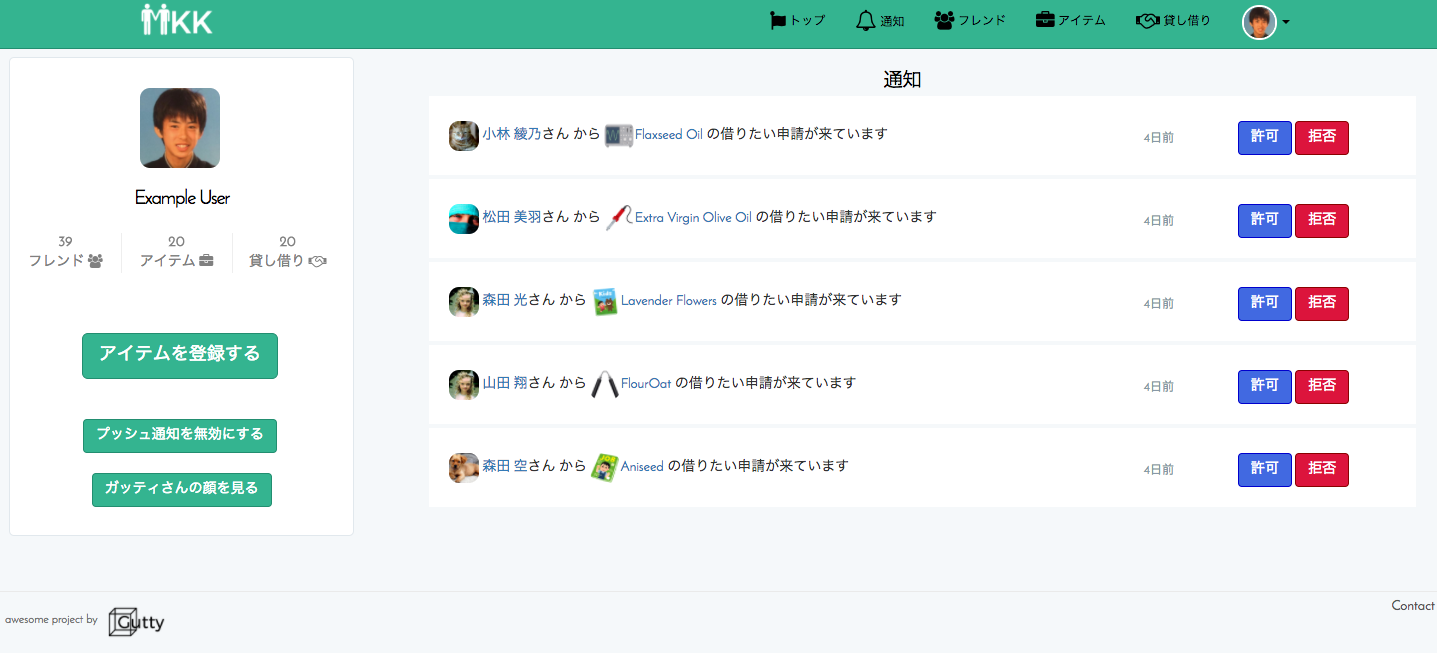 MKK
トップ 通知 フレンド アイテム 貸し借り
Example User
39 20 20
フレンド アイテム 貸し借り
アイテムを登録する
プッシュ通知を無効にする
ガッティさんの顔を見る
通知
小林 綾乃さん から Flaxseed Oil の借りたい申請が来ています 4日前 許可 拒否
松田 美羽さん から Extra Virgin Olive Oil の借りたい申請が来ています 4日前 許可 拒否
森田 光さん から Lavender Flowers の借りたい申請が来ています 4日前 許可 拒否
山田 翔さん から FlourOat の借りたい申請が来ています 4日前 許可 拒否
森田 空さん から Aniseed の借りたい申請が来ています 4日前 許可 拒否
awesome project by Gutty
Contact